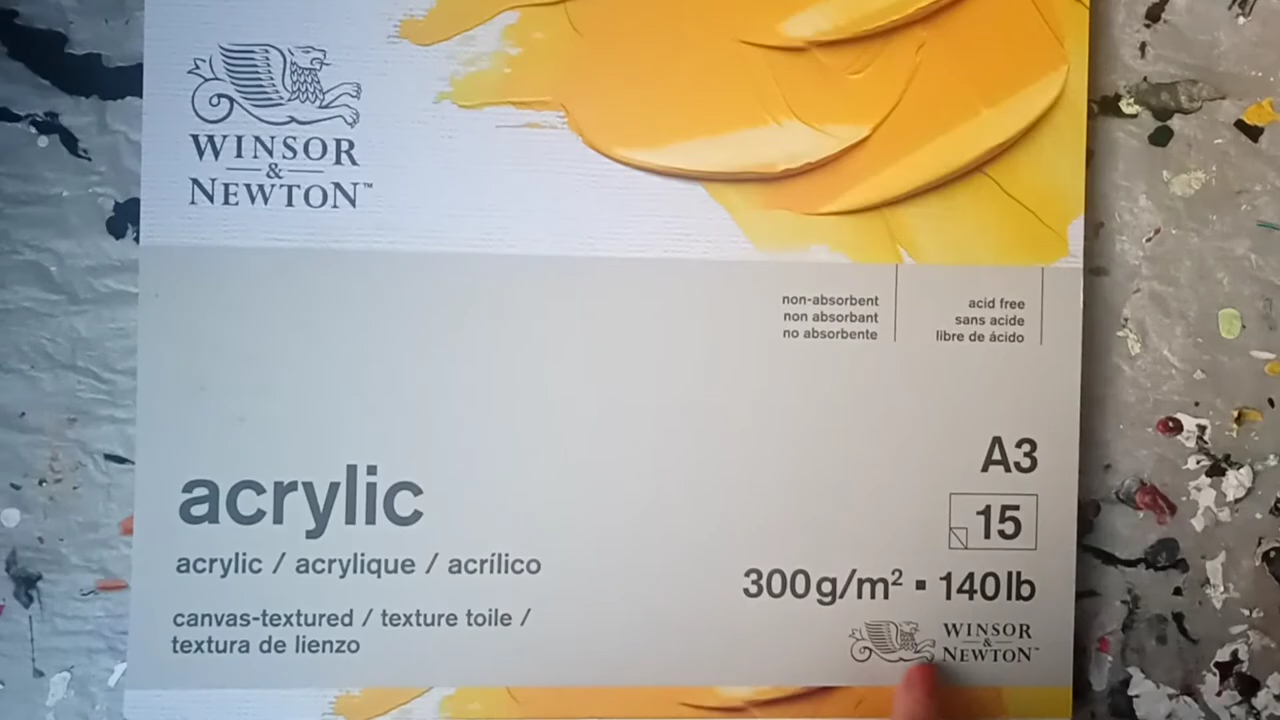 WINSOR
&
NEWTON™
non-absorbent
non absorbant
no absorbente
acid free
sans acide
libre de ácido
A3
15
acrylic
acrylic / acrylique / acrílico
canvas-textured / texture toile /
textura de lienzo
300g/m² ▪ 140lb
WINSOR
&
NEWTON™